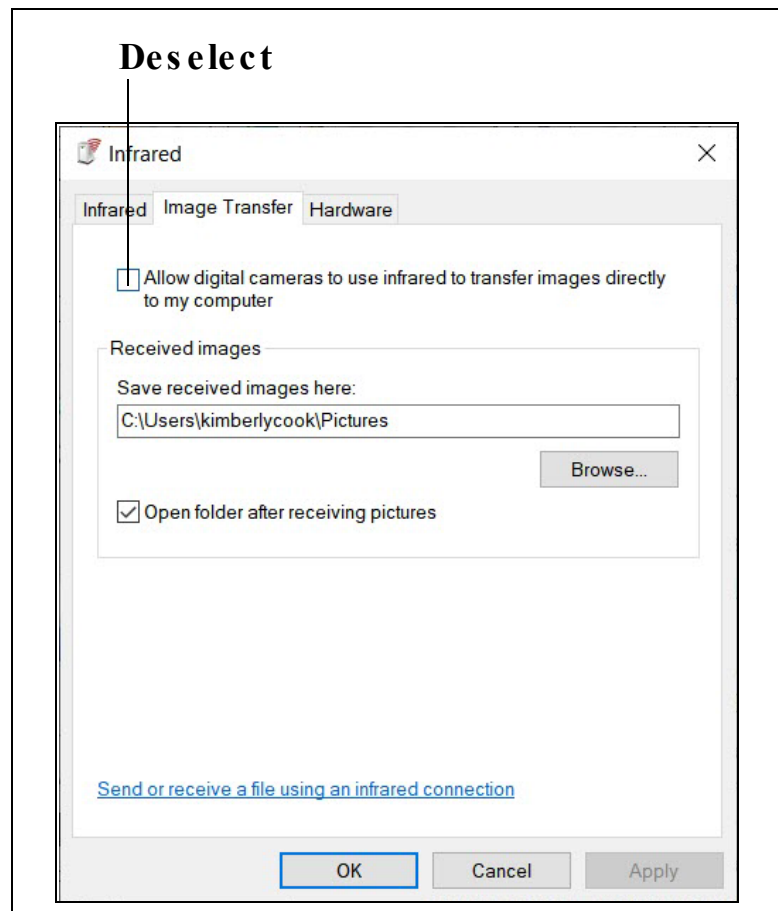 Deselect
Infrared
Infrared Image Transfer Hardware
Allow digital cameras to use infrared to transfer images directly
to my computer
Received images
Save received images here:
C:\Users\kimberlycook\Pictures
Browse...
Open folder after receiving pictures
Send or receive a file using an infrared connection
OK Cancel Apply